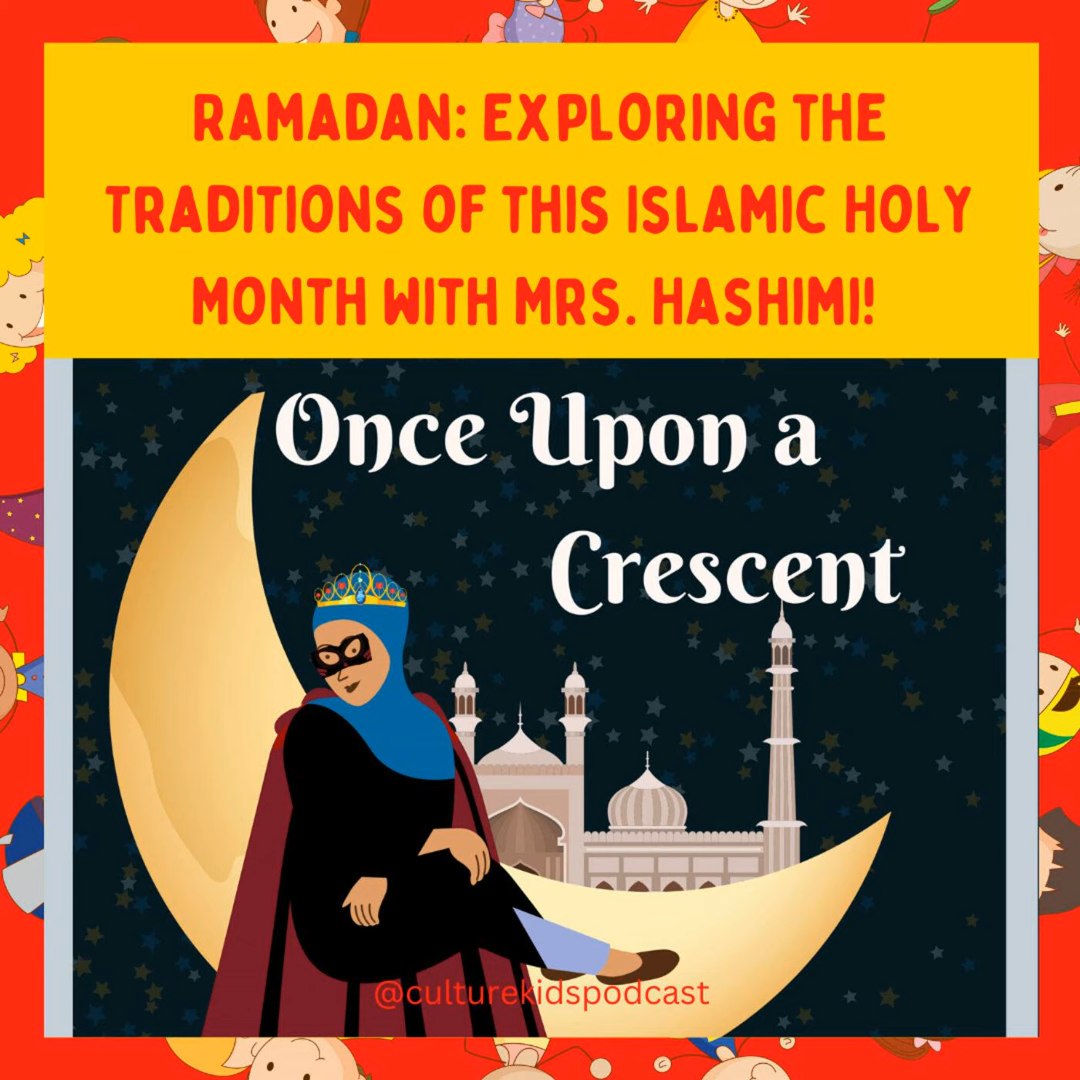 RAMADAN: EXPLORING THE
TRADITIONS OF THIS ISLAMIC HOLY
MONTH WITH MRS. HASHIMI!
Once Upon a
Crescent
@culturekidspodcast